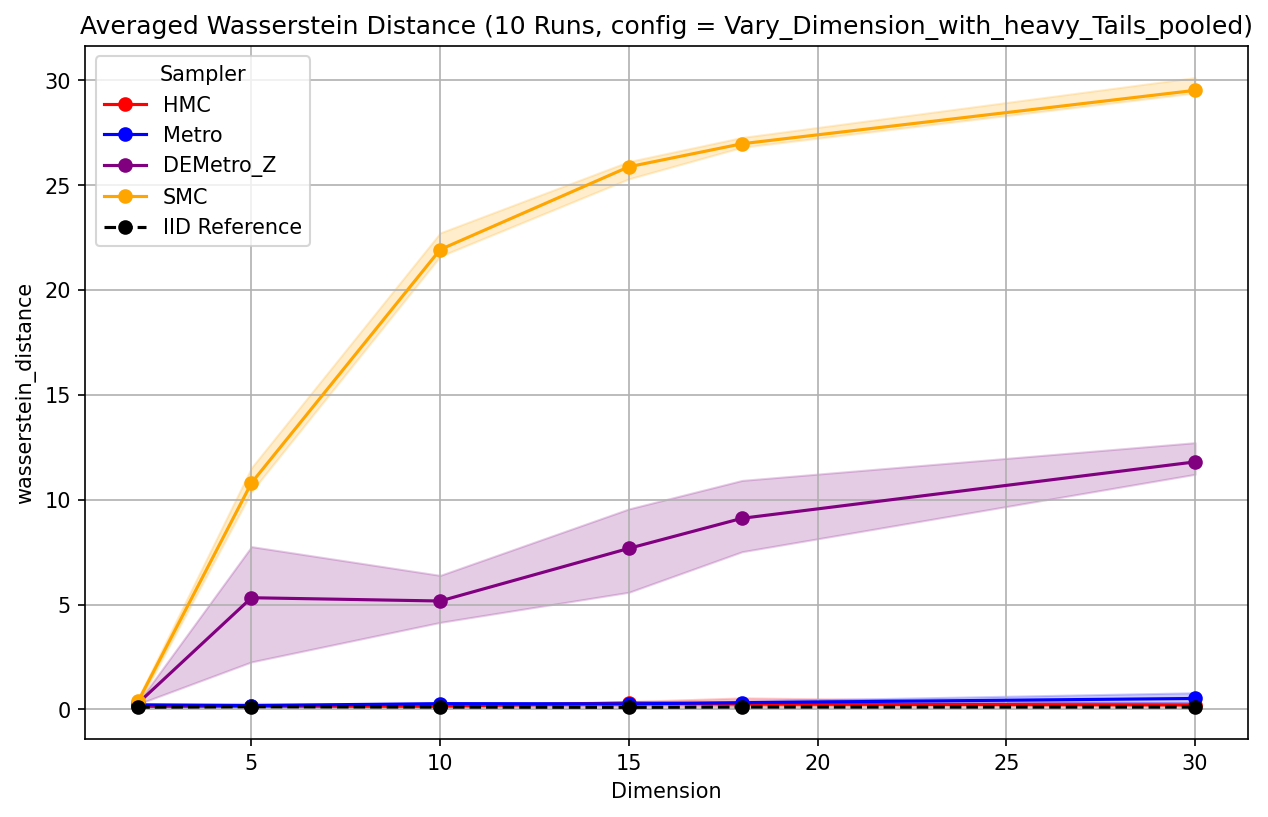 Averaged Wasserstein Distance (10 Runs, config = Vary_Dimension_with_heavy_Tails_pooled)
Sampler
HMC
Metro
DEMetro_Z
SMC
IID Reference
wasserstein_distance
30
25
20
15
10
5
0
5
10
15
20
25
30
Dimension